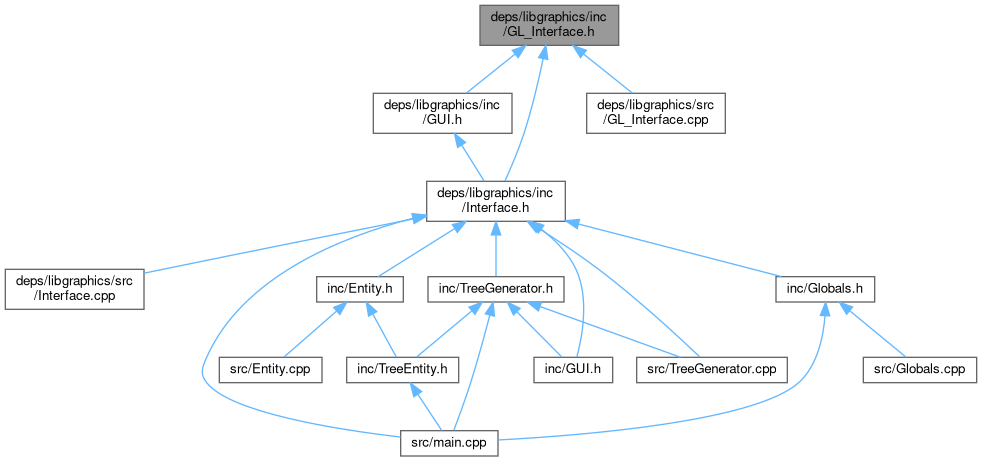 deps/libgraphics/inc
/GL_Interface.h
deps/libgraphics/inc
/GUI.h
deps/libgraphics/src
/GL_Interface.cpp
deps/libgraphics/inc
/Interface.h
deps/libgraphics/src
/Interface.cpp
inc/Entity.h
inc/TreeGenerator.h
inc/Globals.h
src/Entity.cpp
inc/TreeEntity.h
inc/GUI.h
src/TreeGenerator.cpp
src/Globals.cpp
src/main.cpp